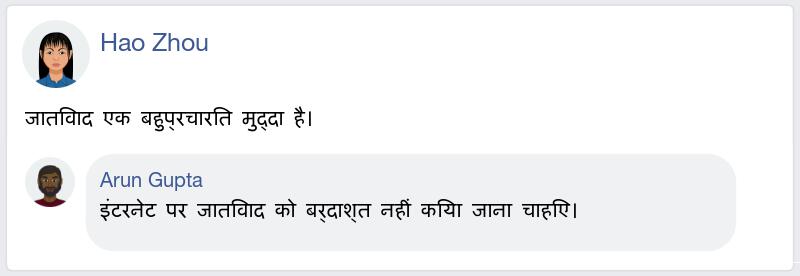 Hao Zhou
जातिवाद एक बहुप्रचारित मुद्दा है।
Arun Gupta
इंटरनेट पर जातिवाद को बर्दाश्त नहीं किया जाना चाहिए।